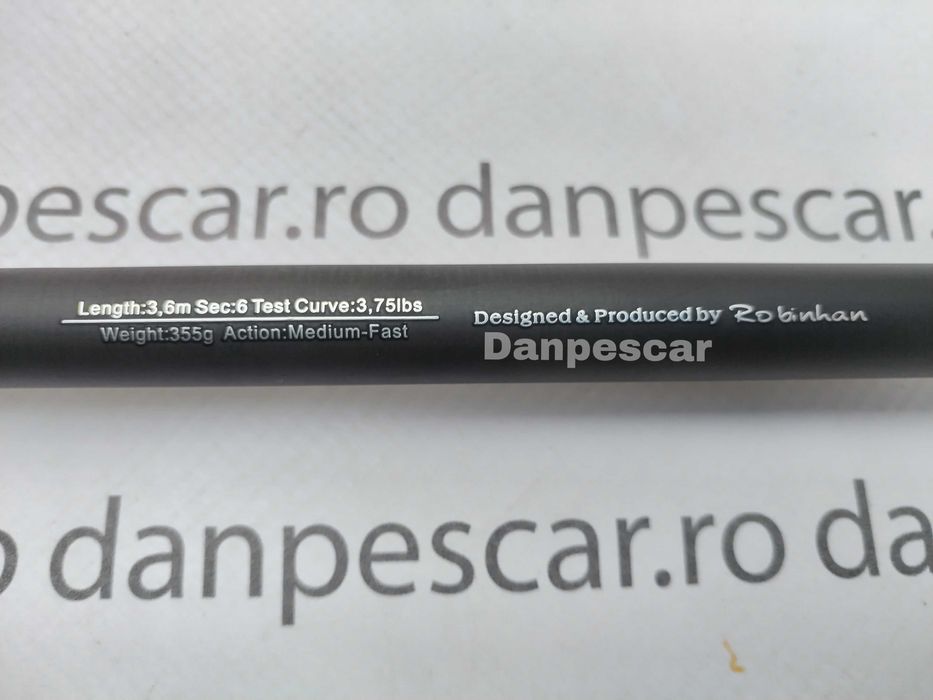 pescar.ro danpescar.
Length:3,6m Sec:6 Test Curve:3,75lbs
Weight:355g Action:Medium-Fast
Designed & Produced by Robinhan
Danpescar
o danpescar.ro da